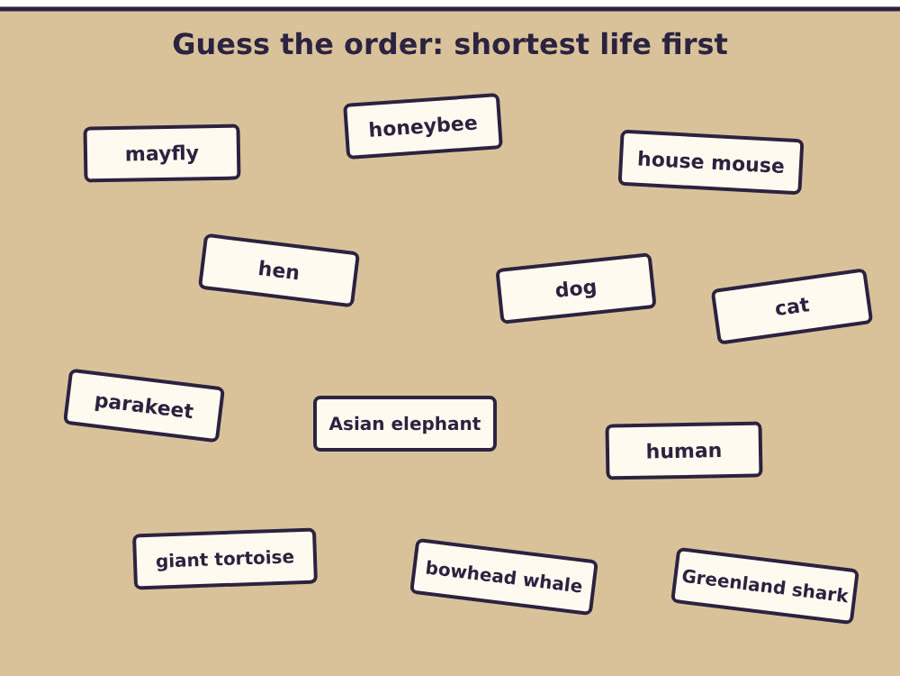 Guess the order: shortest life first
mayfly
honeybee
house mouse
hen
dog
cat
parakeet
Asian elephant
human
giant tortoise
bowhead whale
Greenland shark